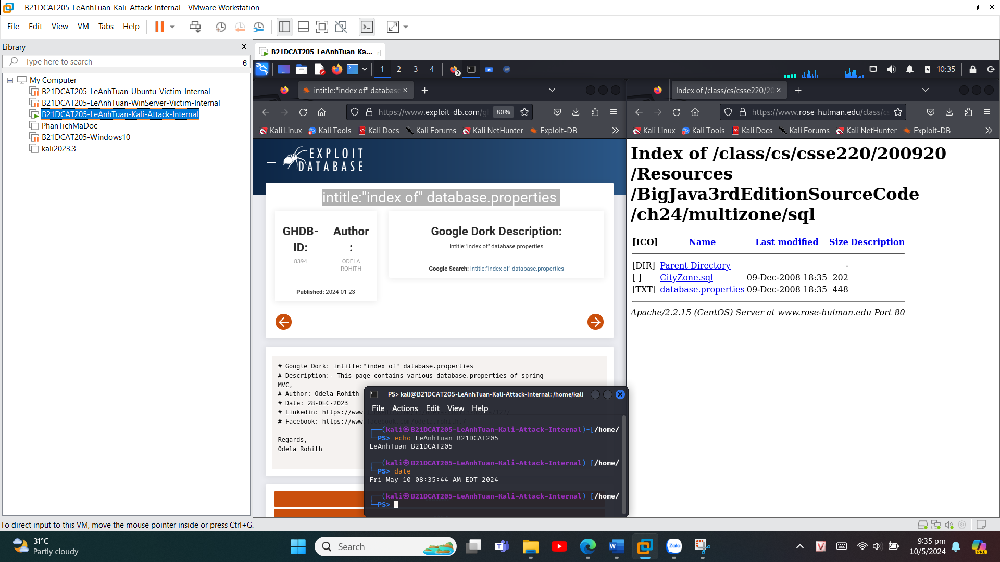 B21DCAT205-LeAnhTuan-Kali-Attack-Internal - VMware Workstation
File Edit View VM Tabs Help
Library
Type here to search
6
My Computer
B21DCAT205-LeAnhTuan-Ubuntu-Victim-Internal
B21DCAT205-LeAnhTuan-WinServer-Victim-Internal
B21DCAT205-LeAnhTuan-Kali-Attack-Internal
PhanTichMaDoc
B21DCAT205-Windows10
kali2023.3
B21DCAT205-LeAnhTuan-Ka...
1 2 3 4
2
10:35
intitle:"index of" database
https://www.exploit-db.com/g
80%
Kali Linux Kali Tools Kali Docs Kali Forums Kali NetHunter Exploit-DB
EXPLOIT
DATABASE
intitle:"index of" database.properties
GHDB-
ID:
8394
Author
:
ODELA
ROHITH
Published: 2024-01-23
Google Dork Description:
intitle:"index of" database.properties
Google Search: intitle:"index of" database.properties
# Google Dork: intitle:"index of" database.properties
# Description:- This page contains various database.properties of spring
MVC,
# Author: Odela Rohith
# Date: 28-DEC-2023
# Linkedin: https://www
# Facebook: https://www
Regards,
Odela Rohith
Index of /class/cs/csse220/20
https://www.rose-hulman.edu/class/cs
Kali Linux Kali Tools Kali Docs Kali Forums Kali NetHunter Exploit-DB
Index of /class/cs/csse220/200920
/Resources
/BigJava3rdEditionSourceCode
/ch24/multizone/sql
[ICO] Name Last modified Size Description
[DIR] Parent Directory -
[ ] CityZone.sql 09-Dec-2008 18:35 202
[TXT] database.properties 09-Dec-2008 18:35 448
Apache/2.2.15 (CentOS) Server at www.rose-hulman.edu Port 80
PS> kali@B21DCAT205-LeAnhTuan-Kali-Attack-Internal: /home/kali
File Actions Edit View Help
┌──(kali㉿B21DCAT205-LeAnhTuan-Kali-Attack-Internal)-[/home/
└─PS> echo LeAnhTuan-B21DCAT205
LeAnhTuan-B21DCAT205
┌──(kali㉿B21DCAT205-LeAnhTuan-Kali-Attack-Internal)-[/home/
└─PS> date
Fri May 10 08:35:44 AM EDT 2024
┌──(kali㉿B21DCAT205-LeAnhTuan-Kali-Attack-Internal)-[/home/
└─PS>
To direct input to this VM, move the mouse pointer inside or press Ctrl+G.
31°C
Partly cloudy
Search
Zalo
V
9:35 pm
10/5/2024
PRE